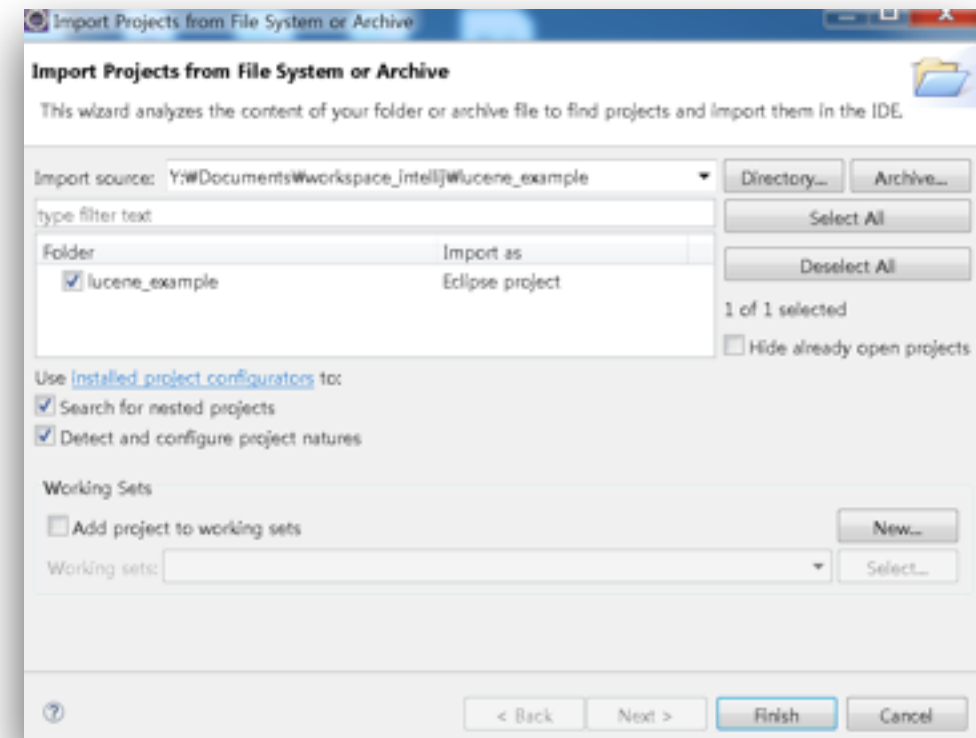 Import Projects from File System or Archive
Import Projects from File System or Archive
This wizard analyzes the content of your folder or archive file to find projects and import them in the IDE.
Import source: Y:₩Documents₩workspace_intellij₩lucene_example
Directory...
Archive...
type filter text
Select All
Folder
Import as
Deselect All
lucene_example
Eclipse project
1 of 1 selected
Hide already open projects
Use installed project configurators to:
Search for nested projects
Detect and configure project natures
Working Sets
Add project to working sets
New...
Working sets:
Select...
< Back
Next >
Finish
Cancel